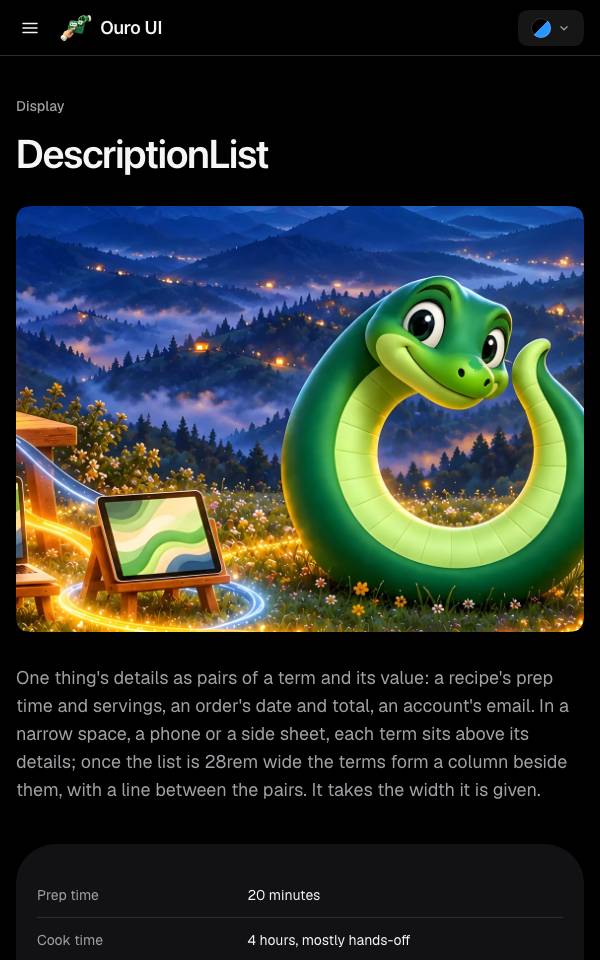 Ouro UI
Display
DescriptionList
One thing's details as pairs of a term and its value: a recipe's prep
time and servings, an order's date and total, an account's email. In a
narrow space, a phone or a side sheet, each term sits above its
details; once the list is 28rem wide the terms form a column beside
them, with a line between the pairs. It takes the width it is given.
Prep time 20 minutes
Cook time 4 hours, mostly hands-off